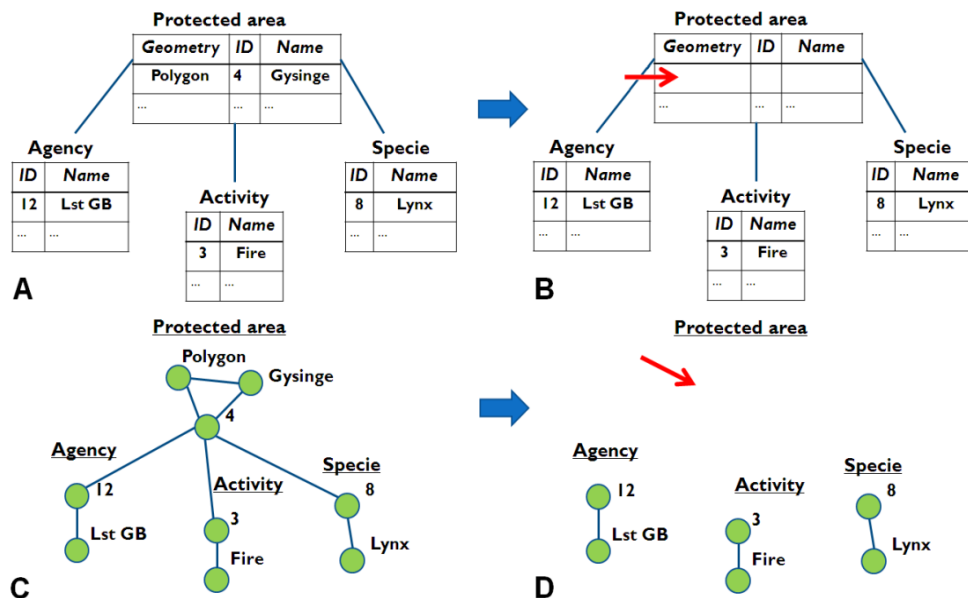 Protected area
Geometry ID Name
Polygon 4 Gysinge
... ... ...
Agency
ID Name
12 Lst GB
... ...
Activity
ID Name
3 Fire
... ...
Specie
ID Name
8 Lynx
... ...
A
Protected area
Geometry ID Name
... ... ...
Agency
ID Name
12 Lst GB
... ...
Activity
ID Name
3 Fire
... ...
Specie
ID Name
8 Lynx
... ...
B
Protected area
Polygon
Gysinge
4
Agency
12
Lst GB
Activity
3
Fire
Specie
8
Lynx
C
Protected area
Agency
12
Lst GB
Activity
3
Fire
Specie
8
Lynx
D